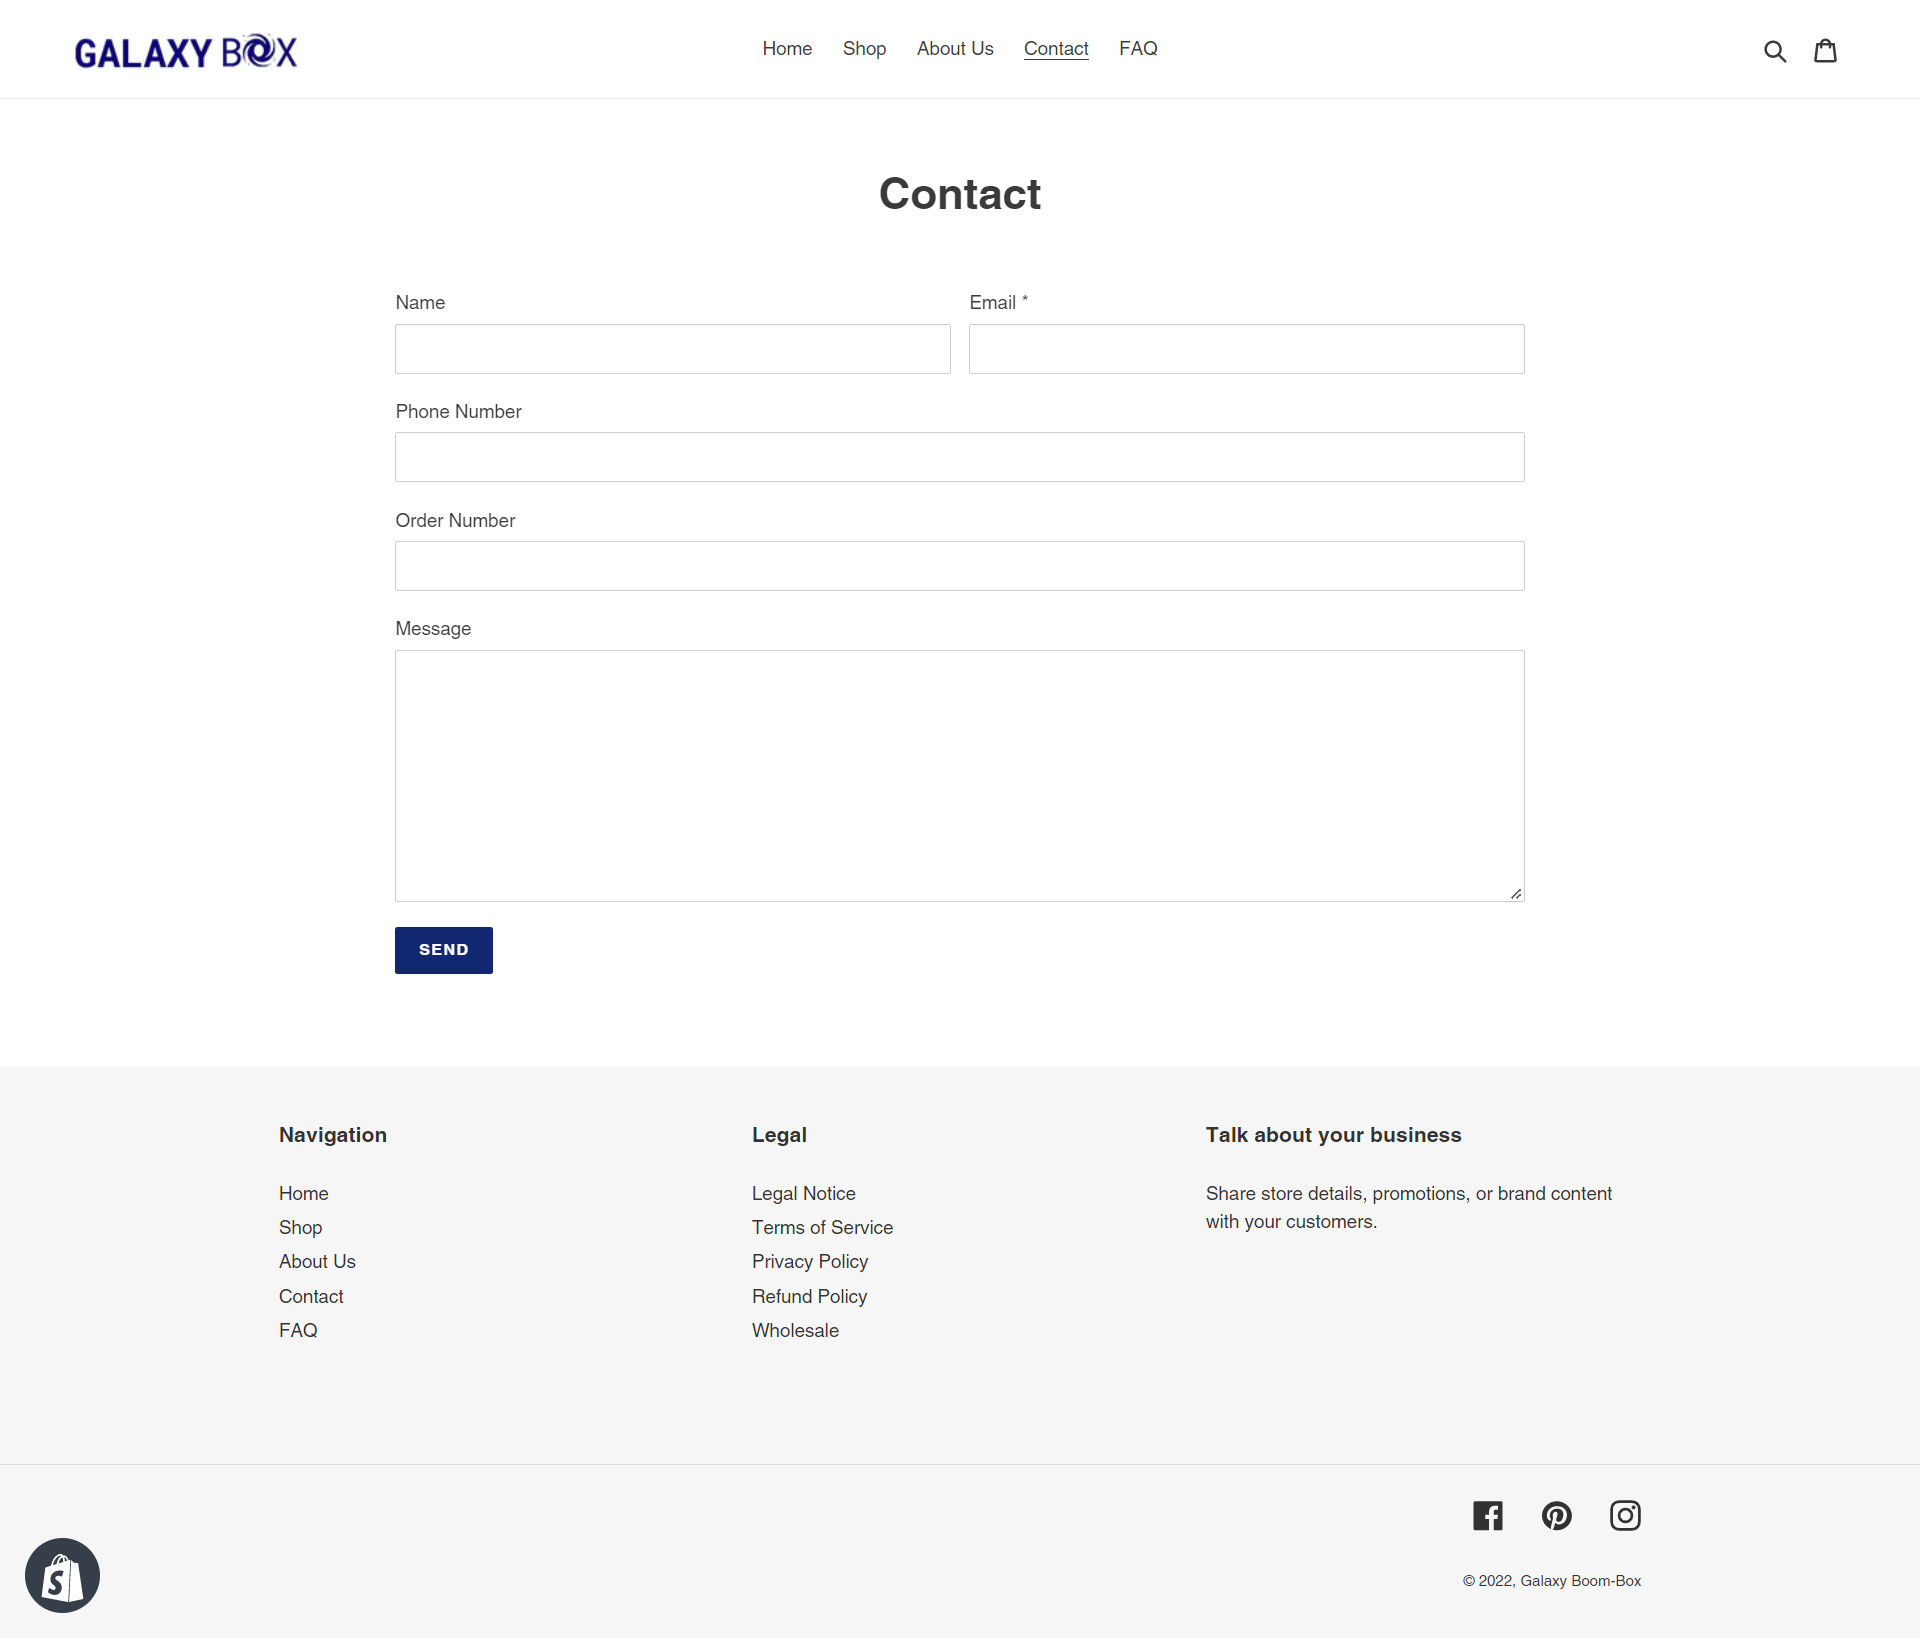 GALAXY BOX
Home Shop About Us Contact FAQ
Contact
Name
Email *
Phone Number
Order Number
Message
SEND
Navigation
Home
Shop
About Us
Contact
FAQ
Legal
Legal Notice
Terms of Service
Privacy Policy
Refund Policy
Wholesale
Talk about your business
Share store details, promotions, or brand content
with your customers.
© 2022, Galaxy Boom-Box